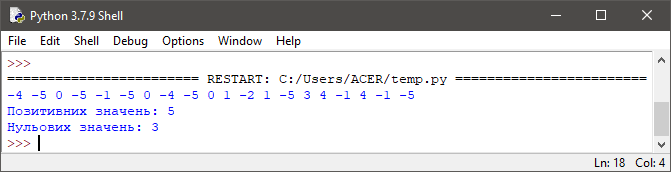 Python 3.7.9 Shell
File Edit Shell Debug Options Window Help
>>>
======================== RESTART: C:/Users/ACER/temp.py ========================
-4 -5 0 -5 -1 -5 0 -4 -5 0 1 -2 1 -5 3 4 -1 4 -1 -5
Позитивних значень: 5
Нульових значень: 3
>>>
Ln: 18 Col: 4